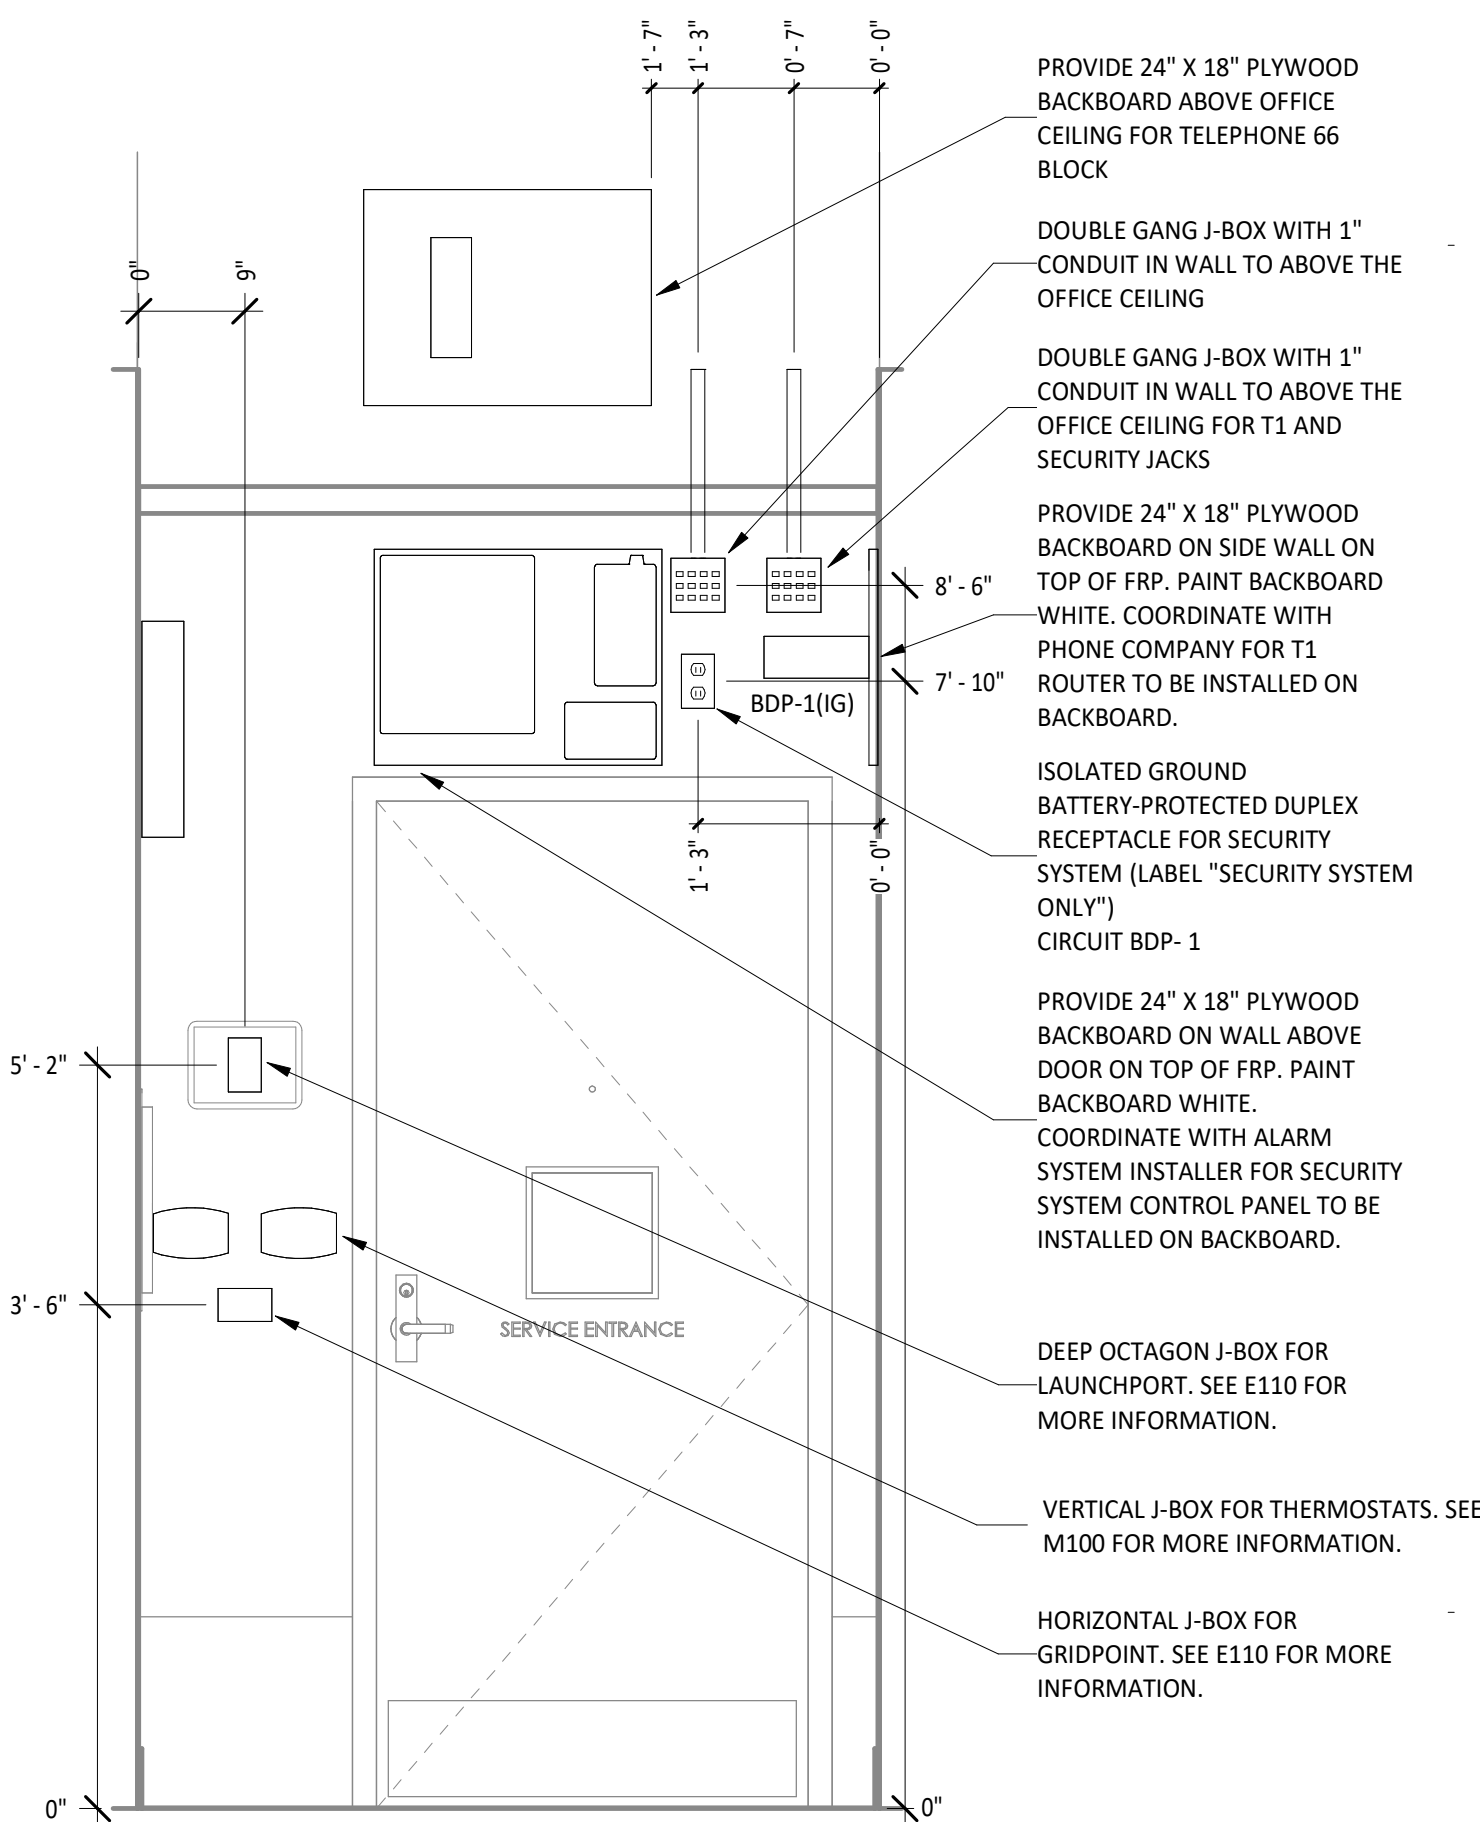 1' - 7"
1' - 3"
0' - 7"
0' - 0"
PROVIDE 24" X 18" PLYWOOD
BACKBOARD ABOVE OFFICE
CEILING FOR TELEPHONE 66
BLOCK
DOUBLE GANG J-BOX WITH 1"
CONDUIT IN WALL TO ABOVE THE
OFFICE CEILING
0"
9"
DOUBLE GANG J-BOX WITH 1"
CONDUIT IN WALL TO ABOVE THE
OFFICE CEILING FOR T1 AND
SECURITY JACKS
PROVIDE 24" X 18" PLYWOOD
BACKBOARD ON SIDE WALL ON
TOP OF FRP. PAINT BACKBOARD
WHITE. COORDINATE WITH
PHONE COMPANY FOR T1
ROUTER TO BE INSTALLED ON
BACKBOARD.
8' - 6"
7' - 10"
BDP-1(IG)
ISOLATED GROUND
BATTERY-PROTECTED DUPLEX
RECEPTACLE FOR SECURITY
SYSTEM (LABEL "SECURITY SYSTEM
ONLY")
CIRCUIT BDP- 1
1' - 3"
0' - 0"
PROVIDE 24" X 18" PLYWOOD
BACKBOARD ON WALL ABOVE
DOOR ON TOP OF FRP. PAINT
BACKBOARD WHITE.
COORDINATE WITH ALARM
SYSTEM INSTALLER FOR SECURITY
SYSTEM CONTROL PANEL TO BE
INSTALLED ON BACKBOARD.
5' - 2"
3' - 6"
SERVICE ENTRANCE
DEEP OCTAGON J-BOX FOR
LAUNCHPORT. SEE E110 FOR
MORE INFORMATION.
VERTICAL J-BOX FOR THERMOSTATS. SEE
M100 FOR MORE INFORMATION.
HORIZONTAL J-BOX FOR
GRIDPOINT. SEE E110 FOR MORE
INFORMATION.
0"
0"